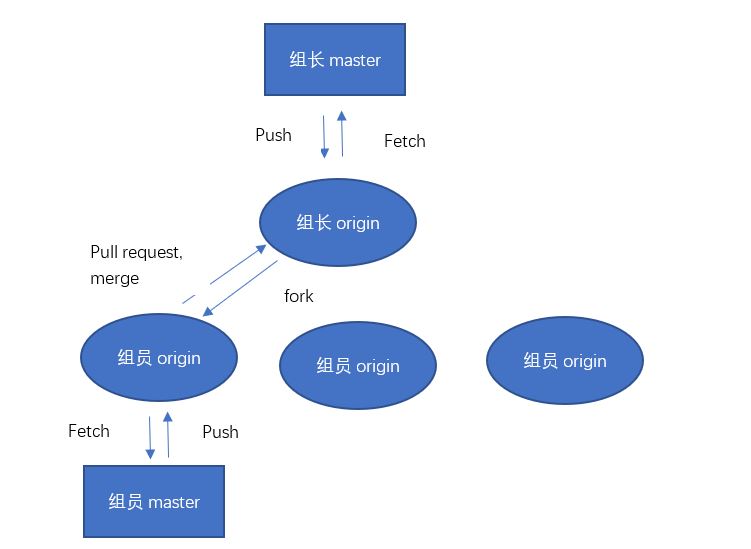 组长 master
Push
Fetch
组长 origin
Pull request,
merge
fork
组员 origin
组员 origin
组员 origin
Fetch
Push
组员 master